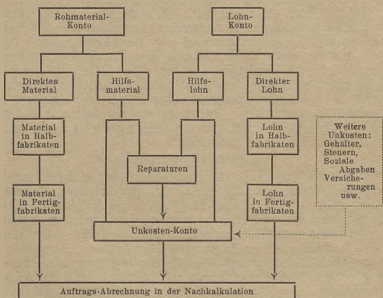 Rohmaterial-
Konto
Lohn-
Konto
Direktes
Material
Hilfs-
material
Hilfs-
lohn
Direkter
Lohn
Material
in Halb-
fabrikaten
Lohn
in Halb-
fabrikaten
Weitere
Unkosten:
Gehälter,
Steuern,
Soziale
Abgaben
Versiche-
rungen
usw.
Reparaturen
Material
in Fertig-
fabrikaten
Lohn
in Fertig-
fabrikaten
Unkosten-Konto
Auftrags-Abrechnung in der Nachkalkulation